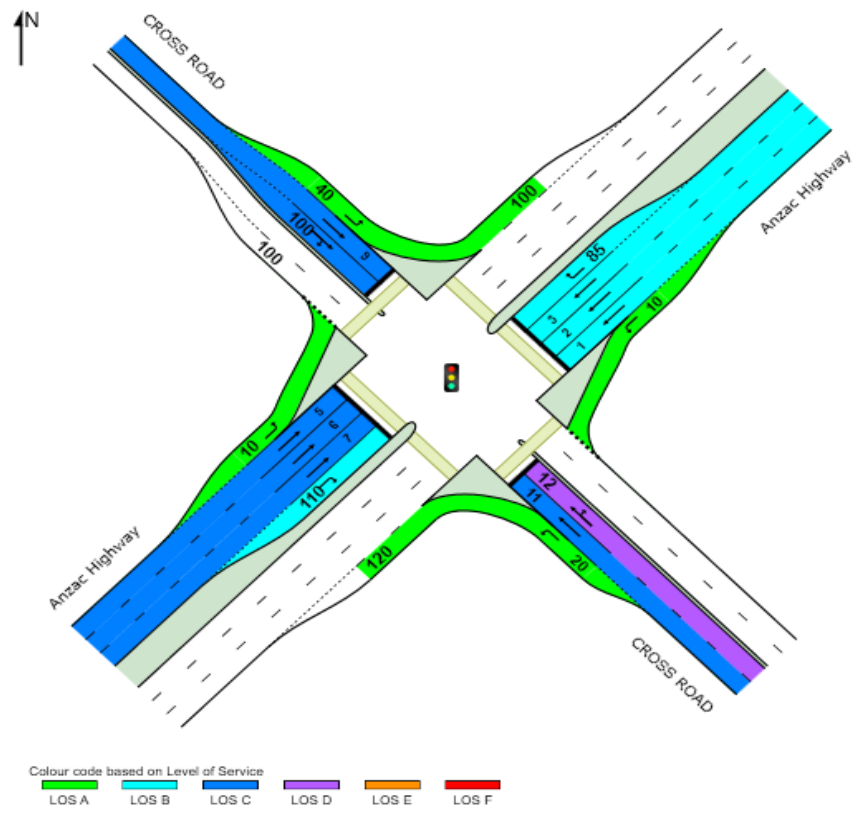 N
CROSS ROAD
Anzac Highway
40
100
100
9
100
85
3
2
1
10
5
6
7
10
110
12
11
20
120
Anzac Highway
CROSS ROAD
Colour code based on Level of Service
LOS A LOS B LOS C LOS D LOS E LOS F